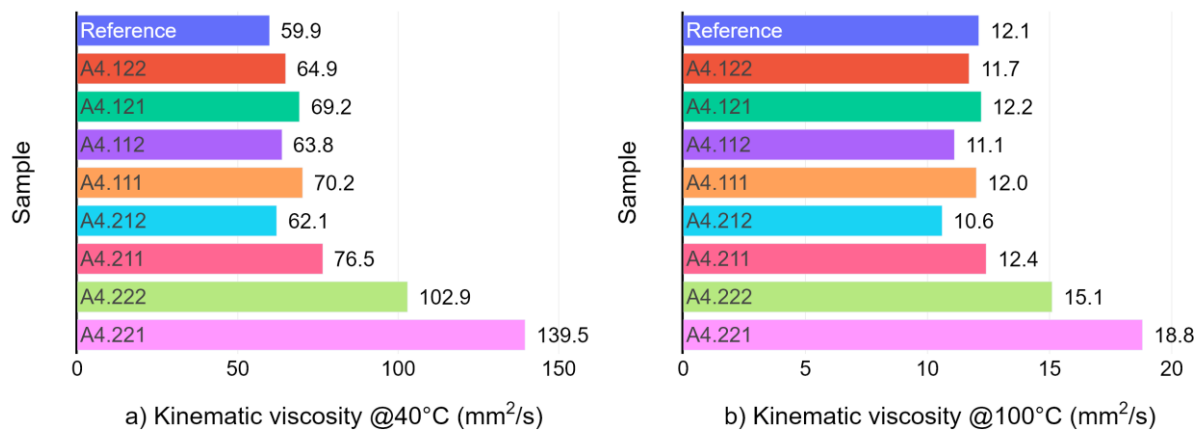 Reference 59.9
A4.122 64.9
A4.121 69.2
A4.112 63.8
A4.111 70.2
A4.212 62.1
A4.211 76.5
A4.222 102.9
A4.221 139.5
0 50 100 150
Sample
a) Kinematic viscosity @40°C (mm²/s)
Reference 12.1
A4.122 11.7
A4.121 12.2
A4.112 11.1
A4.111 12.0
A4.212 10.6
A4.211 12.4
A4.222 15.1
A4.221 18.8
0 5 10 15 20
Sample
b) Kinematic viscosity @100°C (mm²/s)